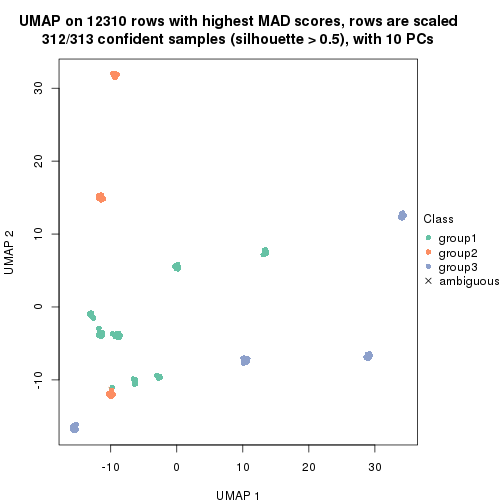 UMAP on 12310 rows with highest MAD scores, rows are scaled
312/313 confident samples (silhouette > 0.5), with 10 PCs
30
20
10
0
-10
UMAP 2
-10 0 10 20 30
UMAP 1
Class
group1
group2
group3
ambiguous